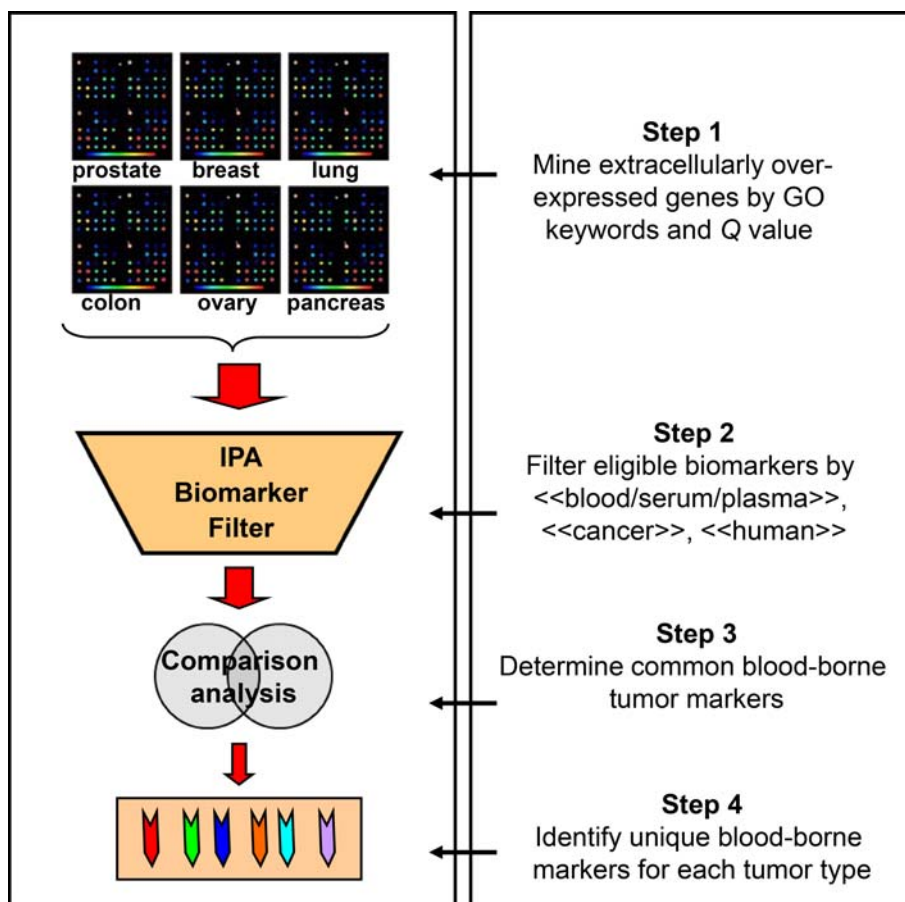 prostate breast lung
colon ovary pancreas
IPA
Biomarker
Filter
Comparison
analysis
Step 1
Mine extracellularly over-
expressed genes by GO
keywords and Q value
Step 2
Filter eligible biomarkers by
<<blood/serum/plasma>>,
<<cancer>>, <<human>>
Step 3
Determine common blood-borne
tumor markers
Step 4
Identify unique blood-borne
markers for each tumor type